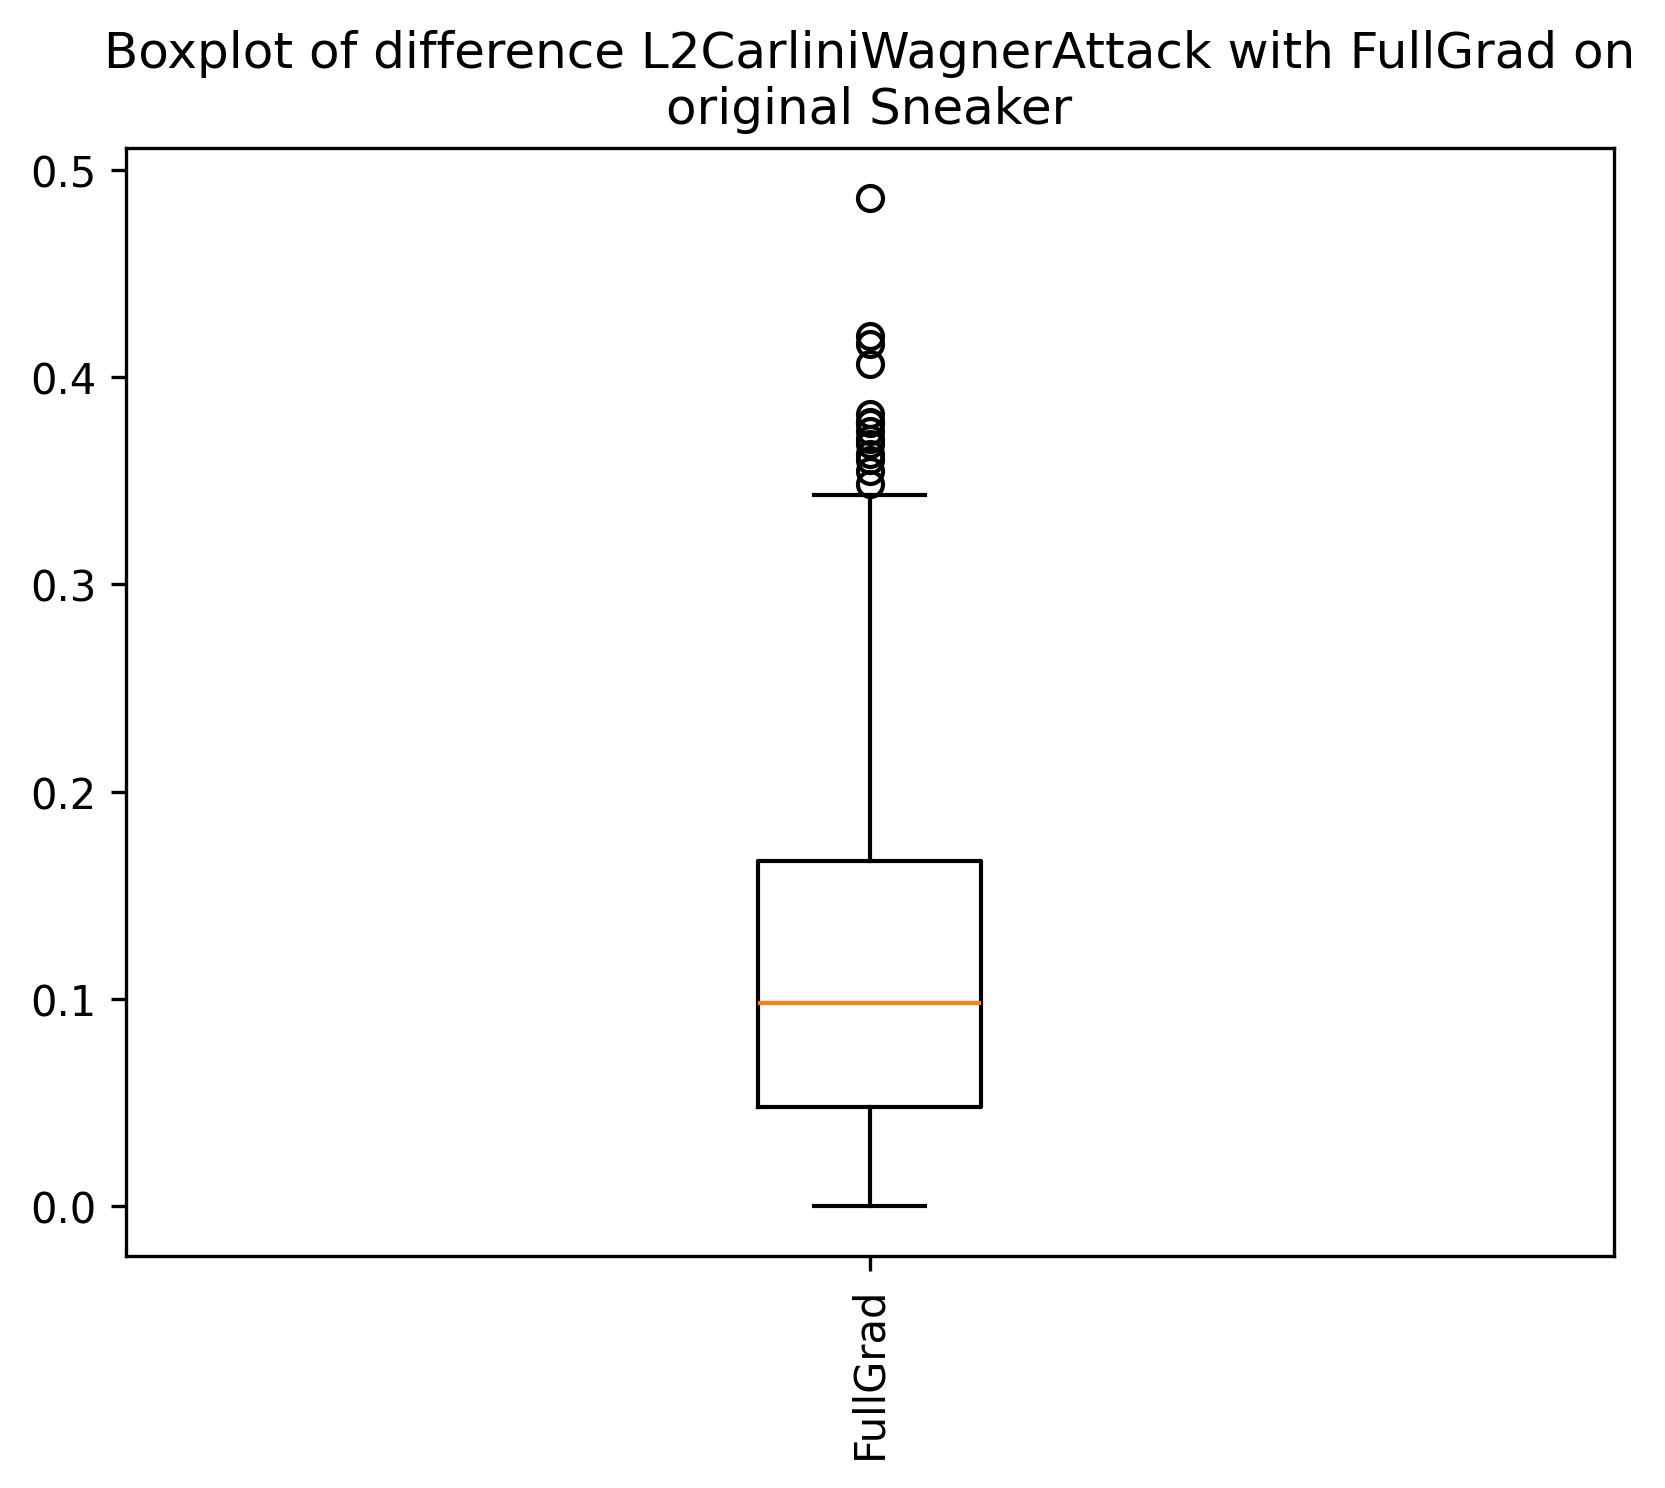 Boxplot of difference L2CarliniWagnerAttack with FullGrad on
original Sneaker
0.5
0.4
0.3
0.2
0.1
0.0
FullGrad